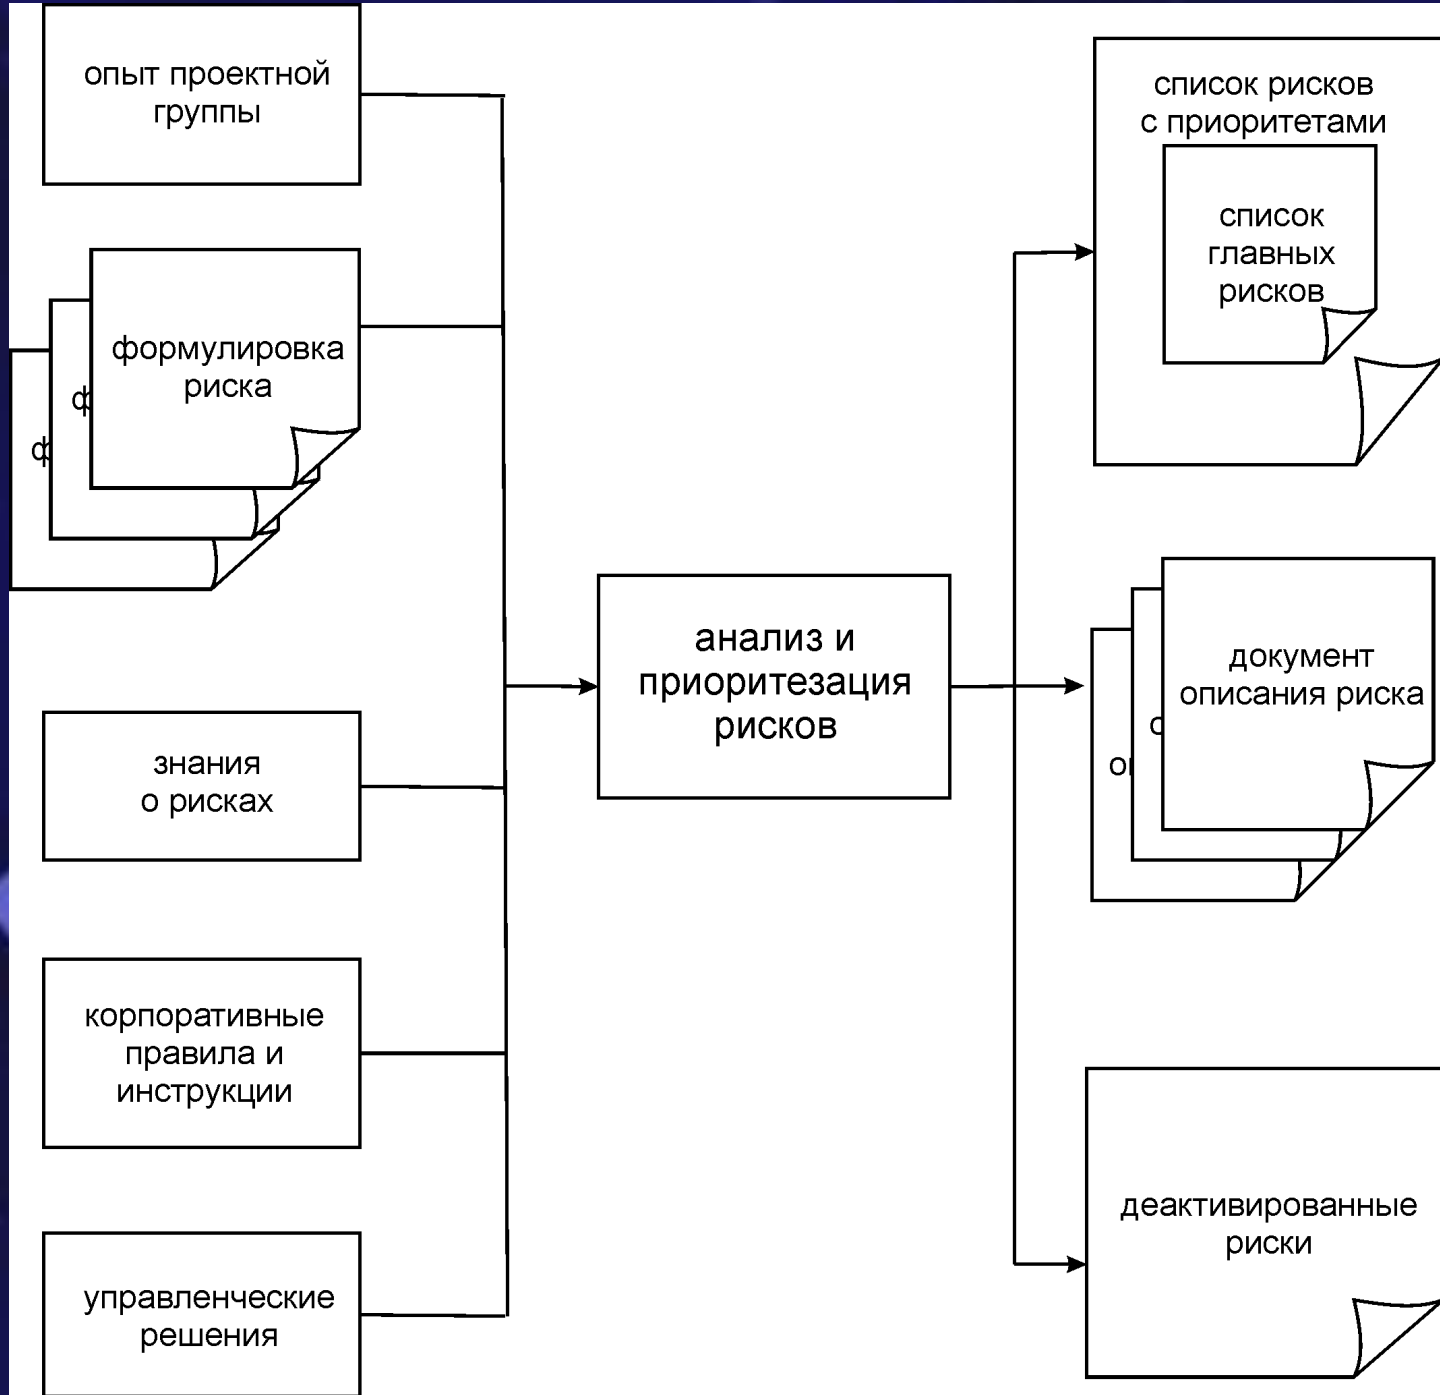 опыт проектной
группы
формулировка
риска
ф
ф
знания
о рисках
корпоративные
правила и
инструкции
управленческие
решения
анализ и
приоритезация
рисков
список рисков
с приоритетами
список
главных
рисков
документ
описания риска
о
оп
деактивированные
риски